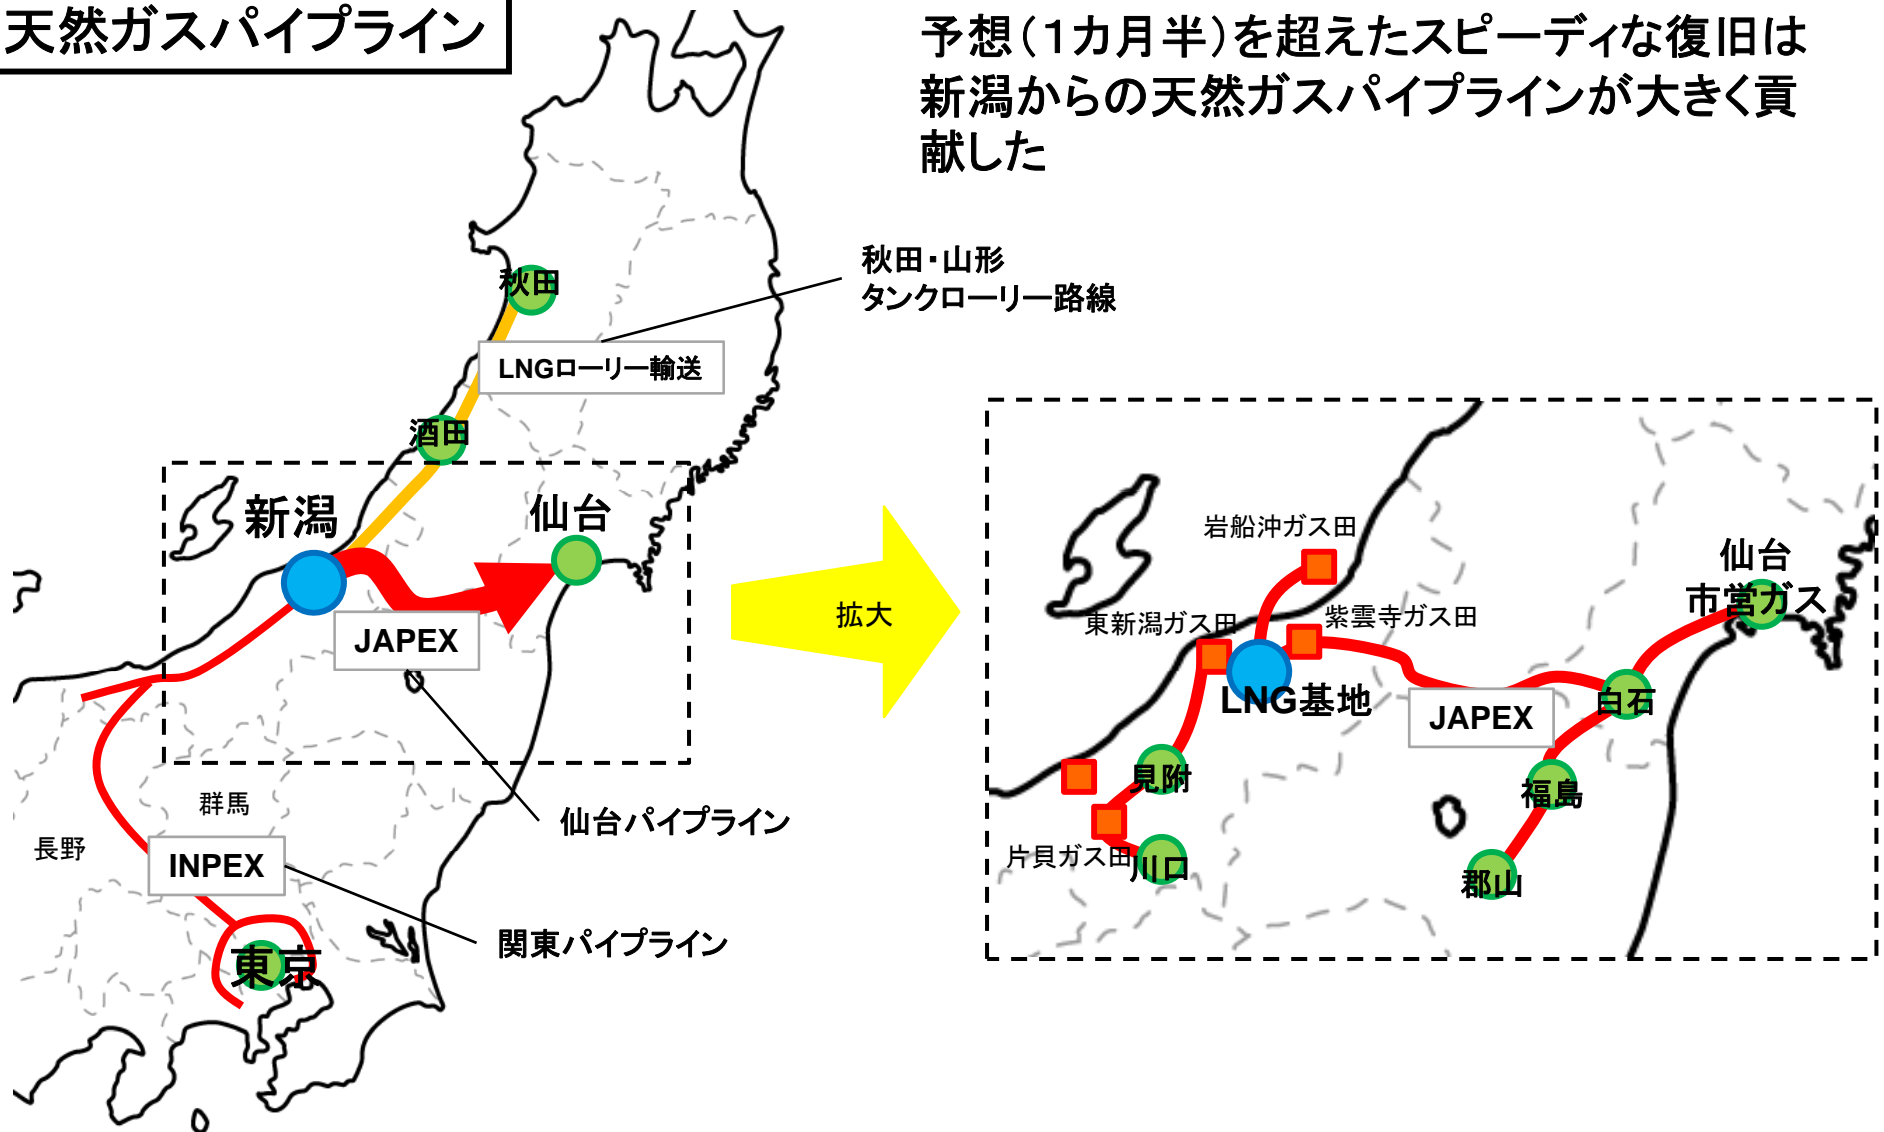 天然ガスパイプライン
予想(1カ月半)を超えたスピーディな復旧は
新潟からの天然ガスパイプラインが大きく貢
献した
秋田・山形
タンクローリー路線
秋田
LNGローリー輸送
酒田
新潟
仙台
JAPEX
群馬
長野
INPEX
仙台パイプライン
関東パイプライン
東京
拡大
岩船沖ガス田
東新潟ガス田
紫雲寺ガス田
仙台
市営ガス
LNG基地
JAPEX
白石
見附
福島
片貝ガス田
川口
郡山